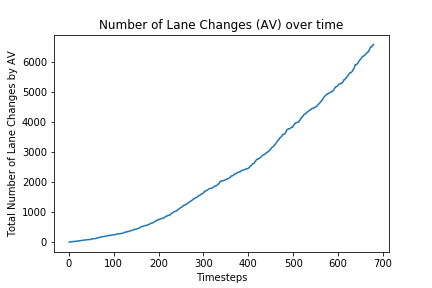 Number of Lane Changes (AV) over time
Total Number of Lane Changes by AV
6000
5000
4000
3000
2000
1000
0
0 100 200 300 400 500 600 700
Timesteps